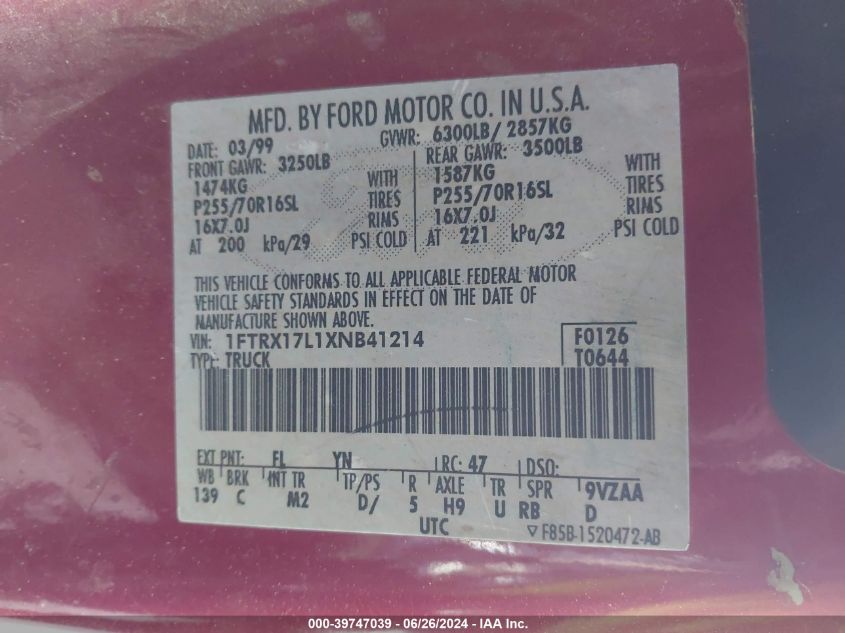 MFD. BY FORD MOTOR CO. IN U.S.A.
DATE: 03/99 GVWR: 6300LB/ 2857KG
FRONT GAWR: 3250LB REAR GAWR: 3500LB
1474KG WITH 1587KG WITH
P255/70R16SL TIRES P255/70R16SL TIRES
16X7.0J RIMS 16X7.0J RIMS
AT 200 kPa/29 PSI COLD AT 221 kPa/32 PSI COLD
THIS VEHICLE CONFORMS TO ALL APPLICABLE FEDERAL MOTOR
VEHICLE SAFETY STANDARDS IN EFFECT ON THE DATE OF
MANUFACTURE SHOWN ABOVE.
VIN: 1FTRX17L1XNB41214 F0126
TYPE: TRUCK T0644
EXT PNT: FL YN RC: 47 DSO:
WB BRK INT TR TP/PS R AXLE TR SPR 9VZAA
139 C M2 D/ 5 H9 U RB D
UTC ▽F85B-1520472-AB
000-39747039 / 06/26/2024 - IAA Inc.